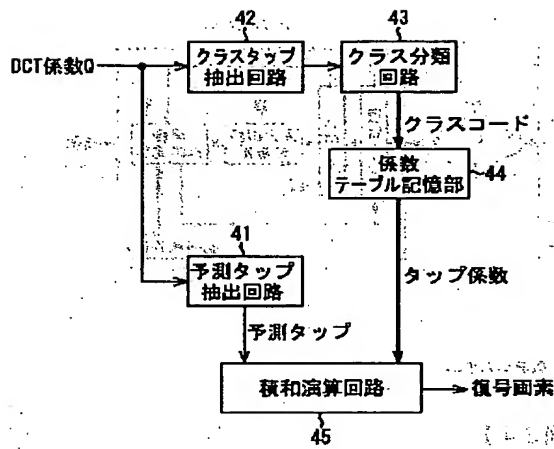 42
43
DCT係数Q
クラスタップ
抽出回路
クラス分類
回路
クラスコード
係数
テーブル記憶部
44
41
予測タップ
抽出回路
タップ係数
予測タップ
積和演算回路
復号画素
45